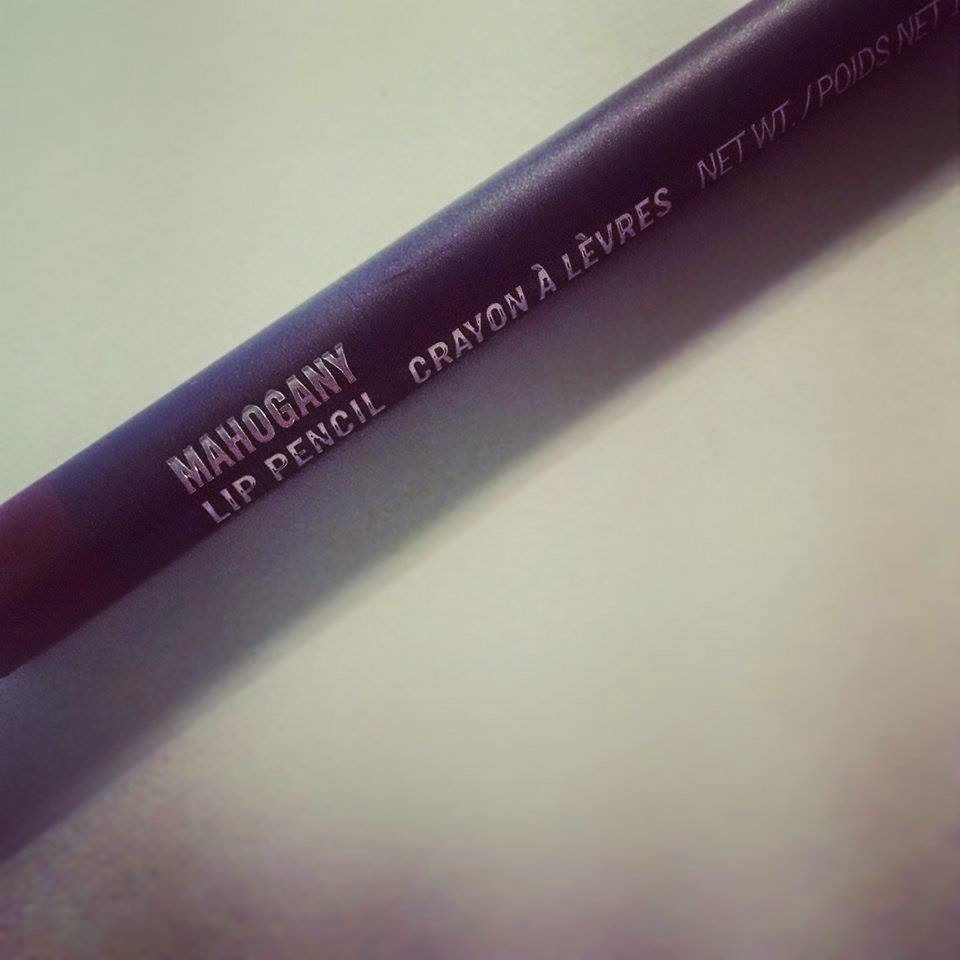 MAHOGANY
LIP PENCIL
CRAYON À LÈVRES
NET WT. / POIDS NET